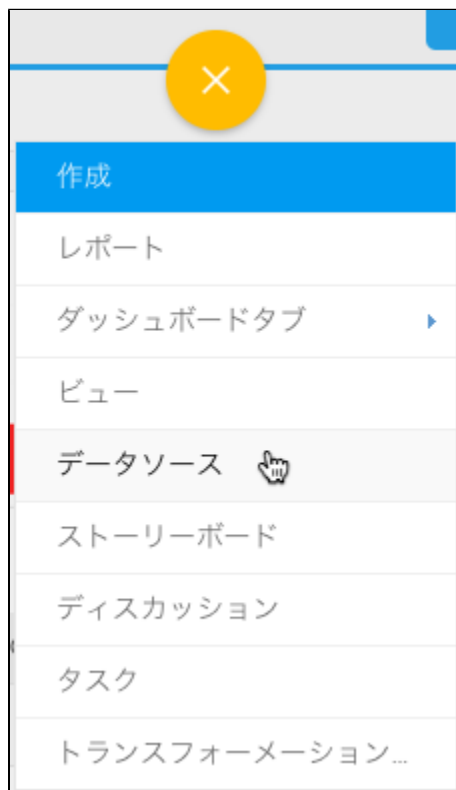 作成
レポート
ダッシュボードタブ
ビュー
データソース
ストーリーボード
ディスカッション
タスク
トランスフォーメーション...